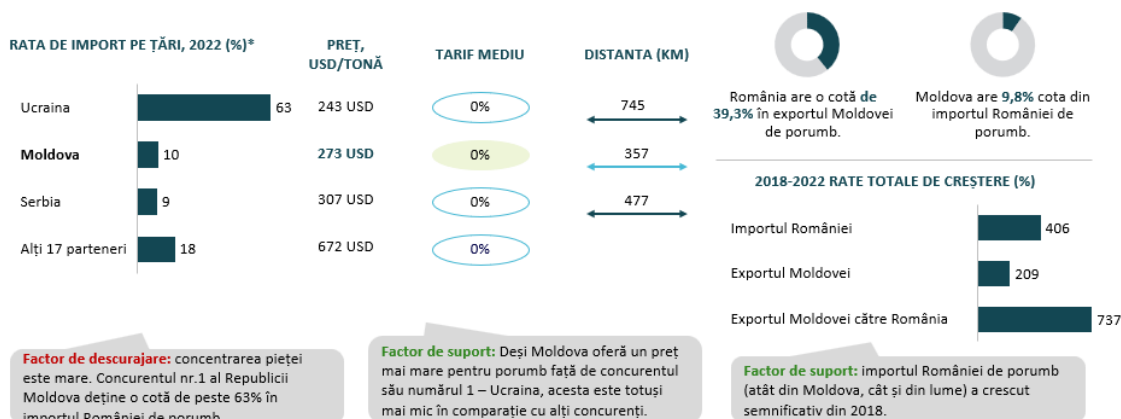 RATA DE IMPORT PE ȚĂRI, 2022 (%)*
PREȚ,
USD/TONĂ
TARIF MEDIU
DISTANTA (KM)
Ucraina 63 243 USD 0% 745
Moldova 10 273 USD 0% 357
Serbia 9 307 USD 0% 477
Alți 17 parteneri 18 672 USD 0%
România are o cotă de
39,3% în exportul Moldovei
de porumb.
Moldova are 9,8% cota din
importul României de
porumb.
2018-2022 RATE TOTALE DE CREȘTERE (%)
Importul României 406
Exportul Moldovei 209
Exportul Moldovei către România 737
Factor de descurajare: concentrarea pieței
este mare. Concurentul nr.1 al Republicii
Moldova deține o cotă de peste 63% în
importul României de porumb.
Factor de suport: Deși Moldova oferă un preț
mai mare pentru porumb față de concurentul
său numărul 1 – Ucraina, acesta este totuși
mai mic în comparație cu alți concurenți.
Factor de suport: importul României de porumb
(atât din Moldova, cât și din lume) a crescut
semnificativ din 2018.